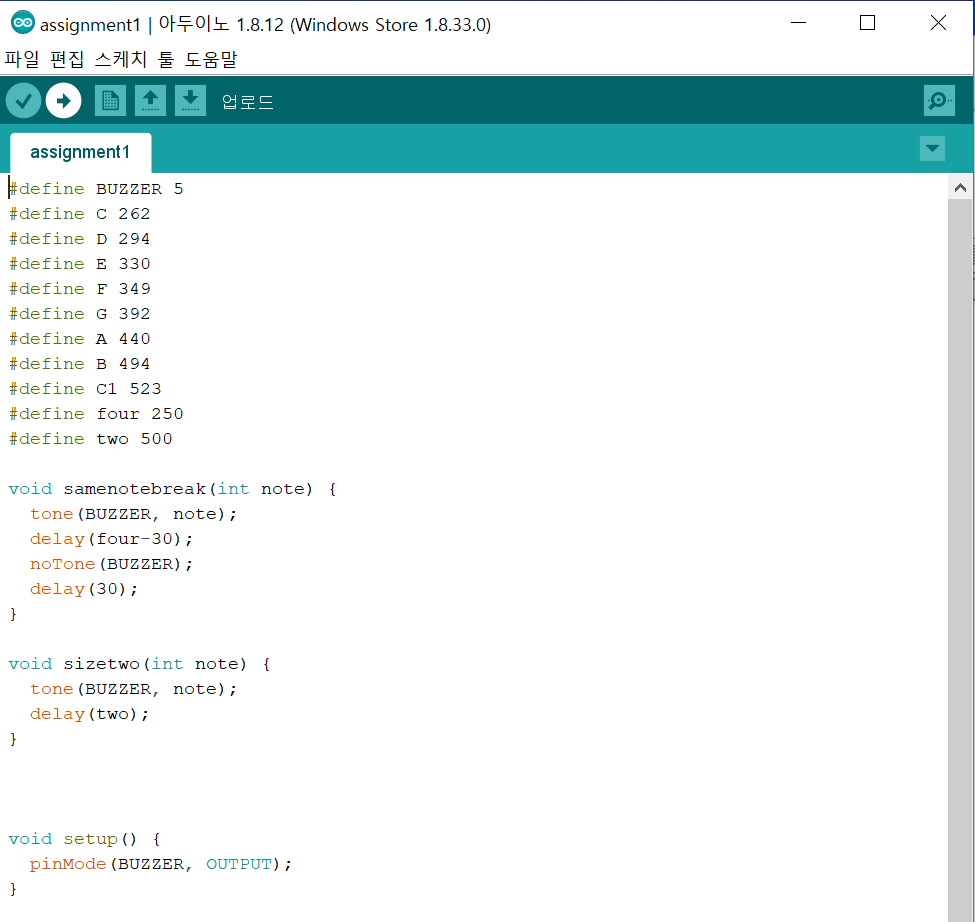 assignment1 | 아두이노 1.8.12 (Windows Store 1.8.33.0)
파일 편집 스케치 툴 도움말
업로드
assignment1
#define BUZZER 5
#define C 262
#define D 294
#define E 330
#define F 349
#define G 392
#define A 440
#define B 494
#define C1 523
#define four 250
#define two 500
void samenotebreak(int note) {
  tone(BUZZER, note);
  delay(four-30);
  noTone(BUZZER);
  delay(30);
}
void sizetwo(int note) {
  tone(BUZZER, note);
  delay(two);
}
void setup() {
  pinMode(BUZZER, OUTPUT);
}